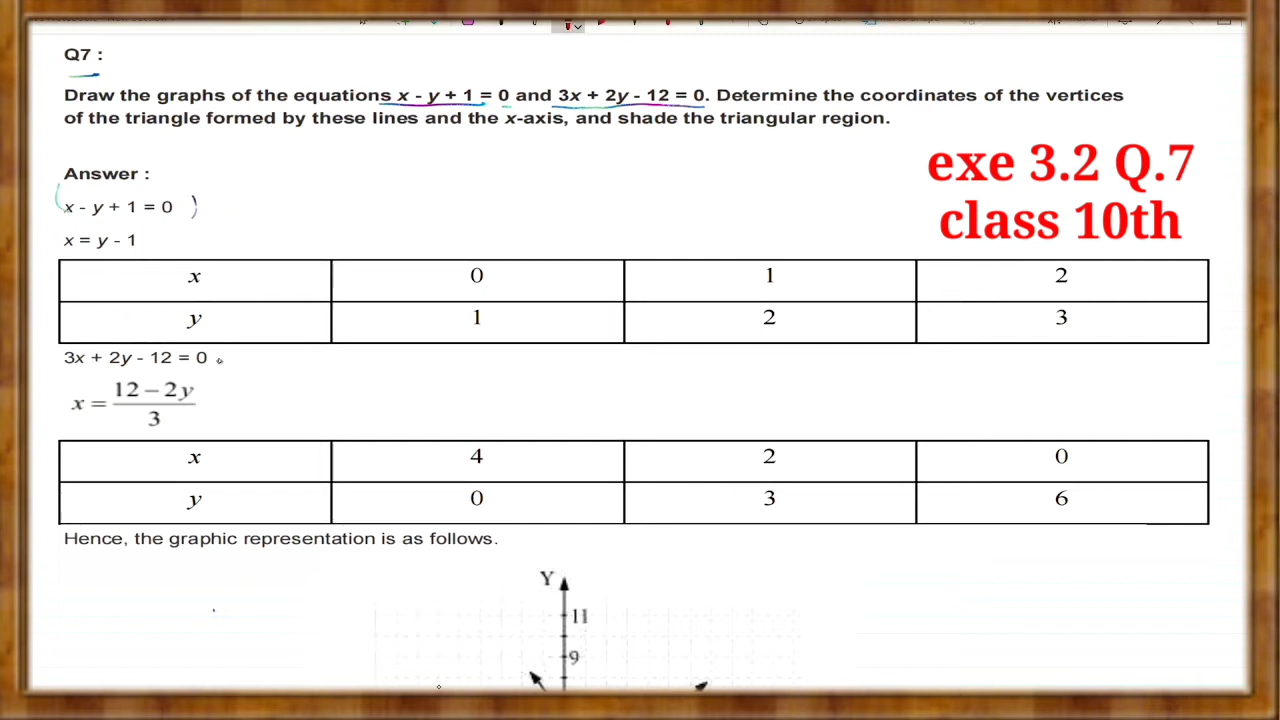 Q7 :
Draw the graphs of the equations x - y + 1 = 0 and 3x + 2y - 12 = 0. Determine the coordinates of the vertices
of the triangle formed by these lines and the x-axis, and shade the triangular region.
exe 3.2 Q.7
class 10th
Answer :
(x - y + 1 = 0 )
x = y - 1
x 0 1 2
y 1 2 3
3x + 2y - 12 = 0
x = \frac{12 - 2y}{3}
x 4 2 0
y 0 3 6
Hence, the graphic representation is as follows.
Y
11
9